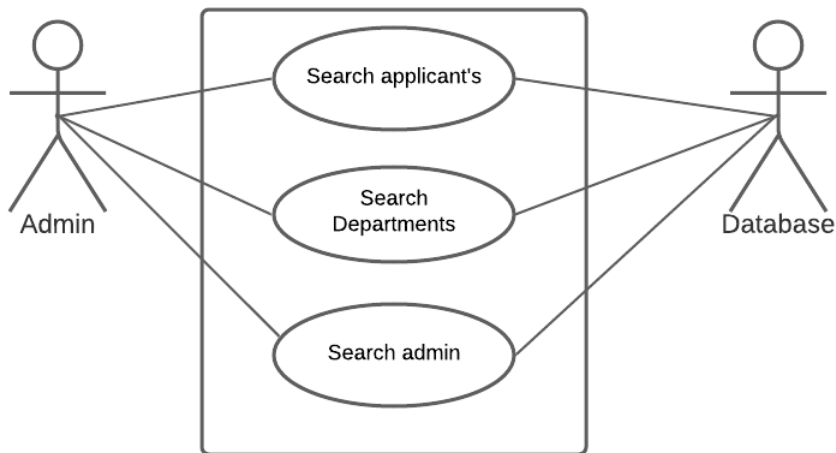 Search applicant's
Search
Departments
Search admin
Admin
Database